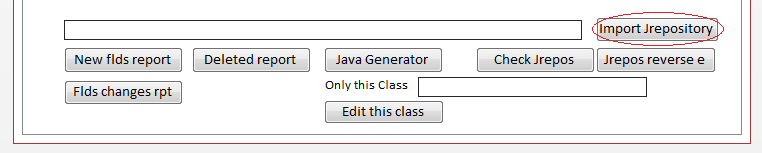 Import Jrepository
New flds report Deleted report Java Generator Check Jrepos Jrepos reverse e
Flds changes rpt Only this Class
Edit this class